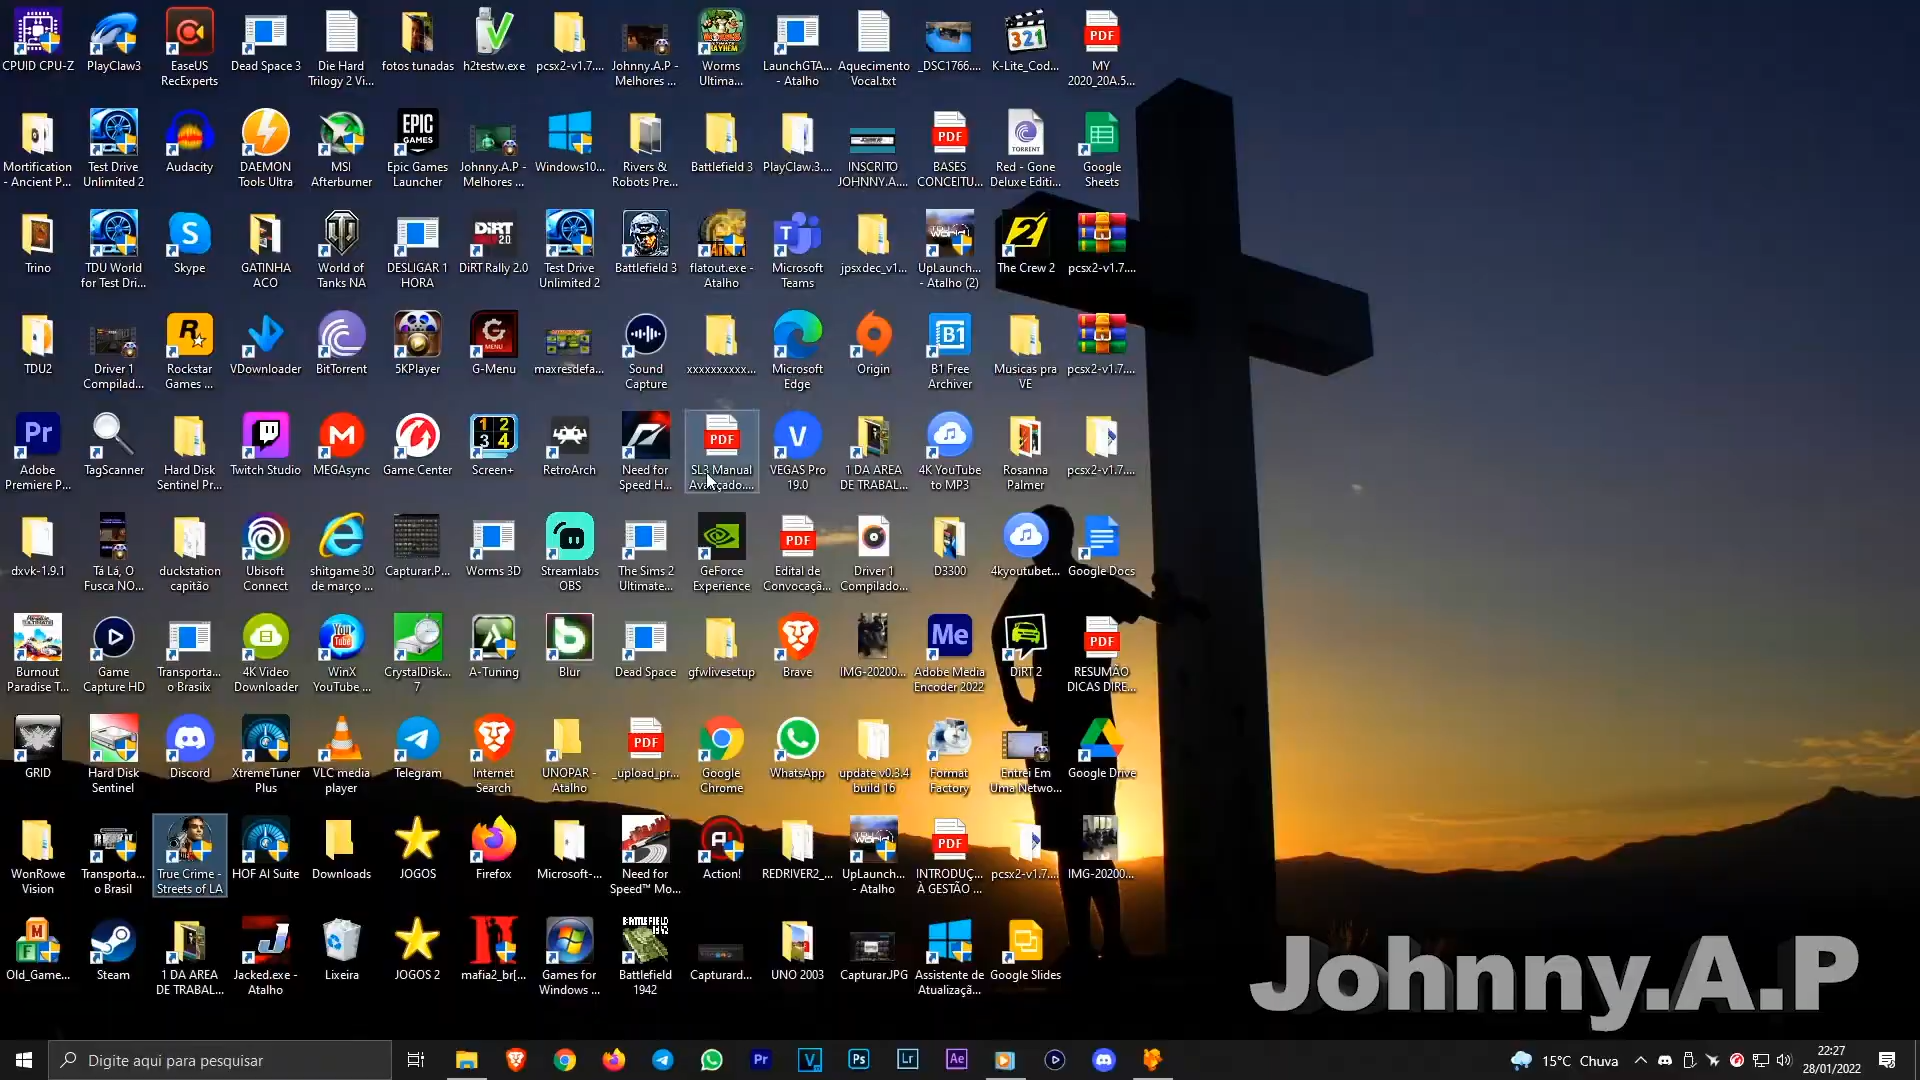 CPUID CPU-Z
PlayClaw3
EaseUS RecExperts
Dead Space 3
Die Hard Trilogy 2 Vi...
fotos tunadas
h2testw.exe
pcsx2-v1.7....
Johnny.A.P - Melhores ...
Worms Ultima...
LaunchGTA... - Atalho
Aquecimento Vocal.txt
_DSC1766....
K-Lite_Cod...
MY 2020_20A.5...
Mortification - Ancient P...
Test Drive Unlimited 2
Audacity
DAEMON Tools Ultra
MSI Afterburner
Epic Games Launcher
Johnny.A.P - Melhores ...
Windows10...
Rivers & Robots Pre...
Battlefield 3
PlayClaw.3....
INSCRITO JOHNNY.A....
BASES CONCEITU...
Red - Gone Deluxe Editi...
Google Sheets
Trino
TDU World for Test Dri...
Skype
GATINHA ACO
World of Tanks NA
DESLIGAR 1 HORA
DiRT Rally 2.0
Test Drive Unlimited 2
Battlefield 3
flatout.exe - Atalho
Microsoft Teams
jpsxdec_v1...
UpLaunch... - Atalho (2)
The Crew 2
pcsx2-v1.7....
TDU2
Driver 1 Compilad...
Rockstar Games ...
VDownloader
BitTorrent
5KPlayer
G-Menu
maxresdefa...
Sound Capture
xxxxxxxxxx...
Microsoft Edge
Origin
B1 Free Archiver
Musicas pra VE
pcsx2-v1.7....
Adobe Premiere P...
TagScanner
Hard Disk Sentinel Pr...
Twitch Studio
MEGAsync
Game Center
Screen+
RetroArch
Need for Speed H...
SL3 Manual
VEGAS Pro 19.0
1 DA AREA DE TRABAL...
4K YouTube to MP3
Rosanna Palmer
pcsx2-v1.7....
dxvk-1.9.1
Tá Lá, O Fusca NO...
duckstation capitão
Ubisoft Connect
shitgame 30 de março ...
Capturar.P...
Worms 3D
Streamlabs OBS
The Sims 2 Ultimate...
GeForce Experience
Edital de Convocaçã...
Driver 1 Compilado...
D3300
4kyoutubet...
Google Docs
Burnout Paradise T...
Game Capture HD
Transporta... o Brasilx
4K Video Downloader
WinX YouTube ...
CrystalDisk... 7
A-Tuning
Blur
Dead Space
gfwlivesetup
Brave
IMG-20200...
Adobe Media Encoder 2022
DiRT 2
RESUMÃO DICAS DIRE...
GRID
Hard Disk Sentinel
Discord
XtremeTuner Plus
VLC media player
Telegram
Internet Search
UNOPAR - Atalho
_upload_pr...
Google Chrome
WhatsApp
update v0.3.4 build 16
Format Factory
Entrei Em Uma Netwo...
Google Drive
WonRowe Vision
Transporta... o Brasil
True Crime - Streets of LA
HOF AI Suite
Downloads
JOGOS
Firefox
Microsoft-...
Need for Speed™ Mo...
Action!
REDRIVER2_...
UpLaunch... - Atalho
INTRODUÇ... À GESTÃO ...
pcsx2-v1.7....
IMG-20200...
Old_Game...
Steam
1 DA AREA DE TRABAL...
Jacked.exe - Atalho
Lixeira
JOGOS 2
mafia2_br[...
Games for Windows ...
Battlefield 1942
Capturard...
UNO 2003
Capturar.JPG
Assistente de Atualizaçã...
Google Slides
Johnny.A.P
Digite aqui para pesquisar
15°C Chuva
22:27
28/01/2022